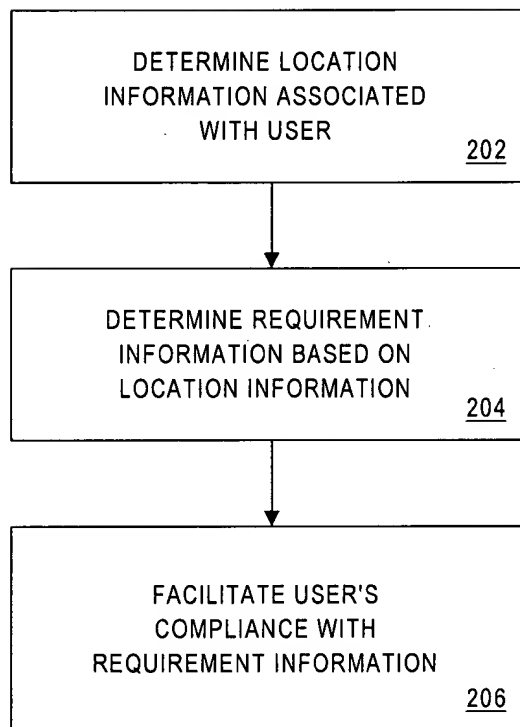 DETERMINE LOCATION
INFORMATION ASSOCIATED
WITH USER
202
DETERMINE REQUIREMENT
INFORMATION BASED ON
LOCATION INFORMATION
204
FACILITATE USER'S
COMPLIANCE WITH
REQUIREMENT INFORMATION
206